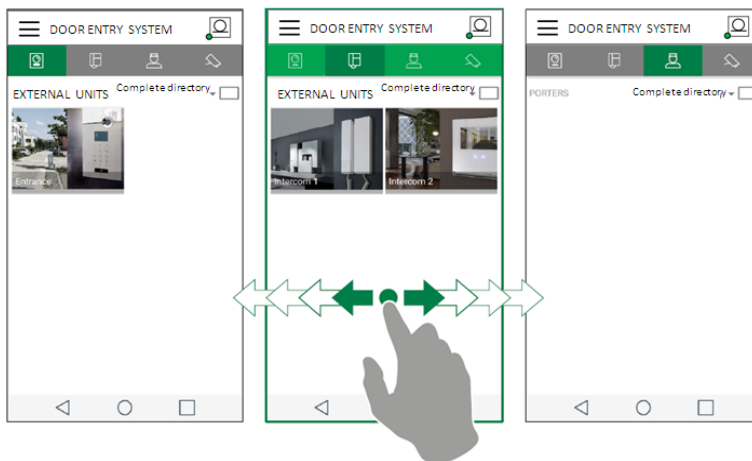 DOOR ENTRY SYSTEM
EXTERNAL UNITS Complete directory
Entrance
DOOR ENTRY SYSTEM
EXTERNAL UNITS Complete directory
Intercom 1
Intercom 2
DOOR ENTRY SYSTEM
PORTERS Complete directory